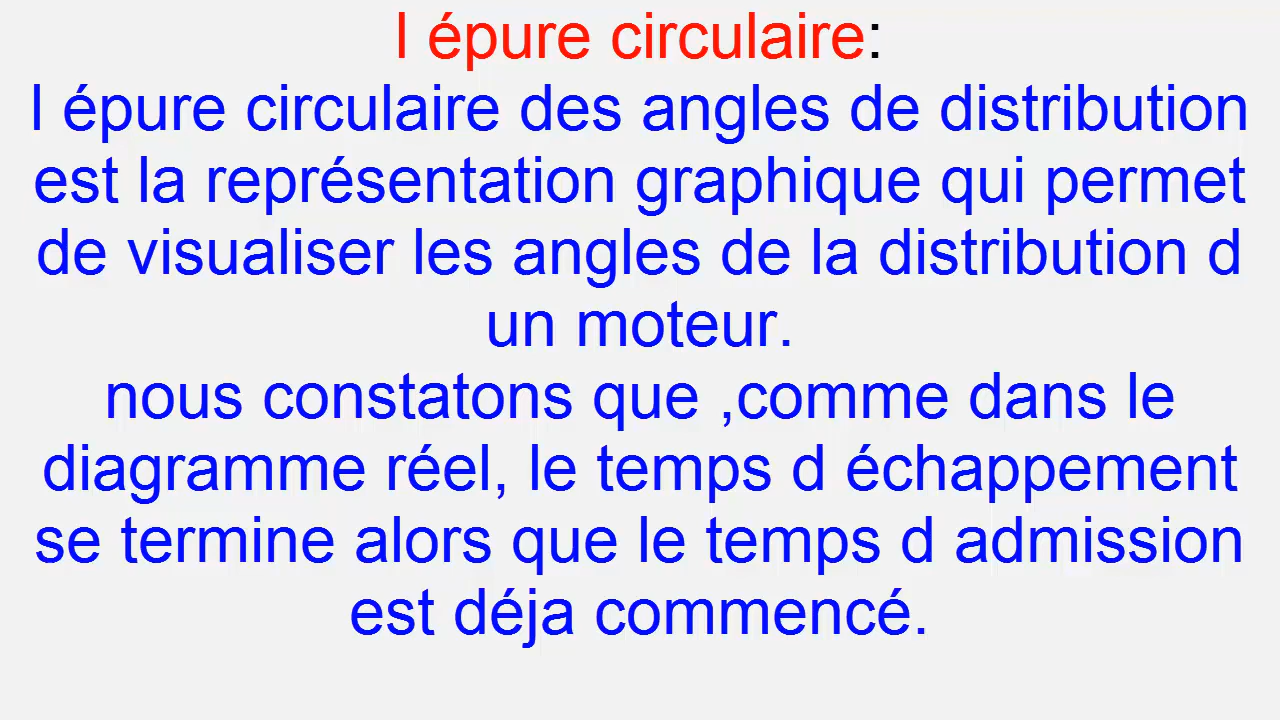 l épure circulaire:
l épure circulaire des angles de distribution
est la représentation graphique qui permet
de visualiser les angles de la distribution d
un moteur.
nous constatons que ,comme dans le
diagramme réel, le temps d échappement
se termine alors que le temps d admission
est déja commencé.